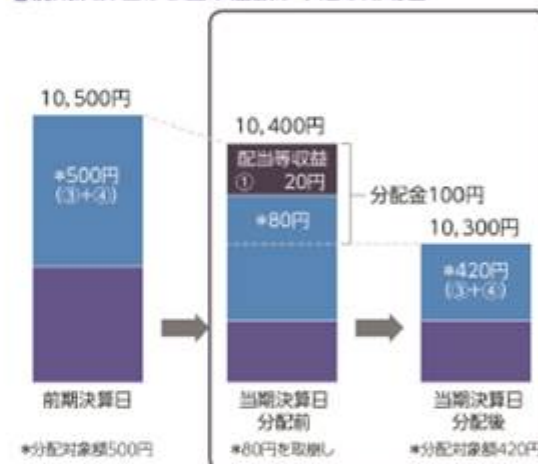 10,500円
*500円
(③+④)
前期決算日
*分配対象額500円
10,400円
配当等収益
① 20円
*80円
分配金100円
当期決算日
分配前
*80円を取崩し
10,300円
*420円
(③+④)
当期決算日
分配後
*分配対象額420円